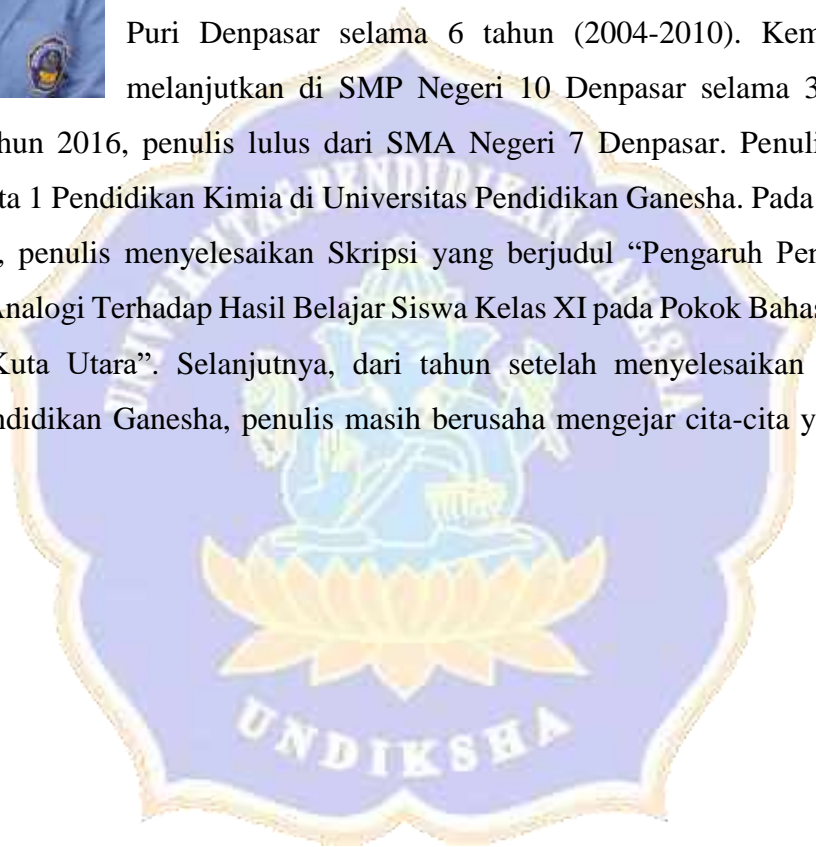 Puri Denpasar selama 6 tahun (2004-2010). Kem
melanjutkan di SMP Negeri 10 Denpasar selama 3
hun 2016, penulis lulus dari SMA Negeri 7 Denpasar. Penuli
ta 1 Pendidikan Kimia di Universitas Pendidikan Ganesha. Pada
, penulis menyelesaikan Skripsi yang berjudul “Pengaruh Pen
Analogi Terhadap Hasil Belajar Siswa Kelas XI pada Pokok Bahas
Kuta Utara”. Selanjutnya, dari tahun setelah menyelesaikan
ndidikan Ganesha, penulis masih berusaha mengejar cita-cita y
UNIVERSITAS PENDIDIKAN GANESHA
UNDIKSHA